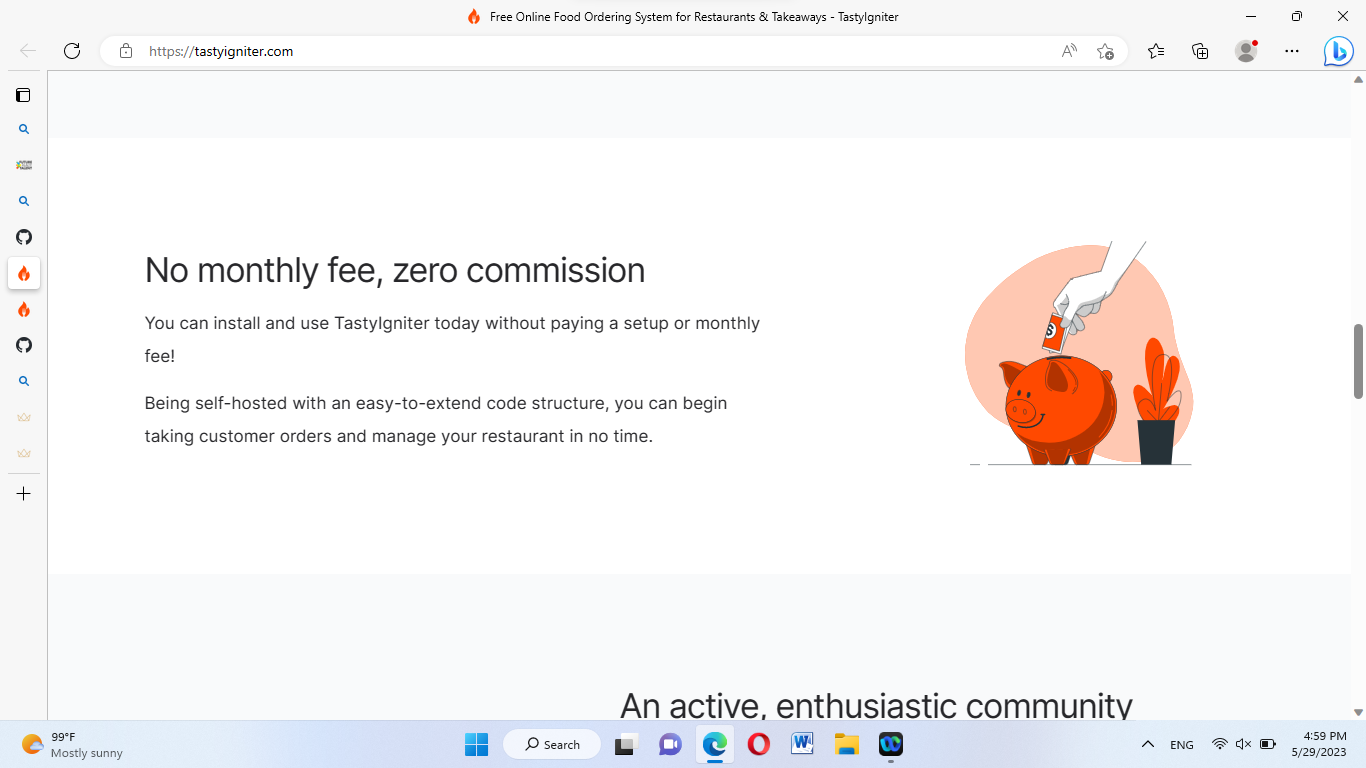 Free Online Food Ordering System for Restaurants & Takeaways - TastyIgniter
https://tastyigniter.com
No monthly fee, zero commission
You can install and use TastyIgniter today without paying a setup or monthly
fee!
Being self-hosted with an easy-to-extend code structure, you can begin
taking customer orders and manage your restaurant in no time.
$
An active, enthusiastic community
99°F
Mostly sunny
Search
ENG
4:59 PM
5/29/2023